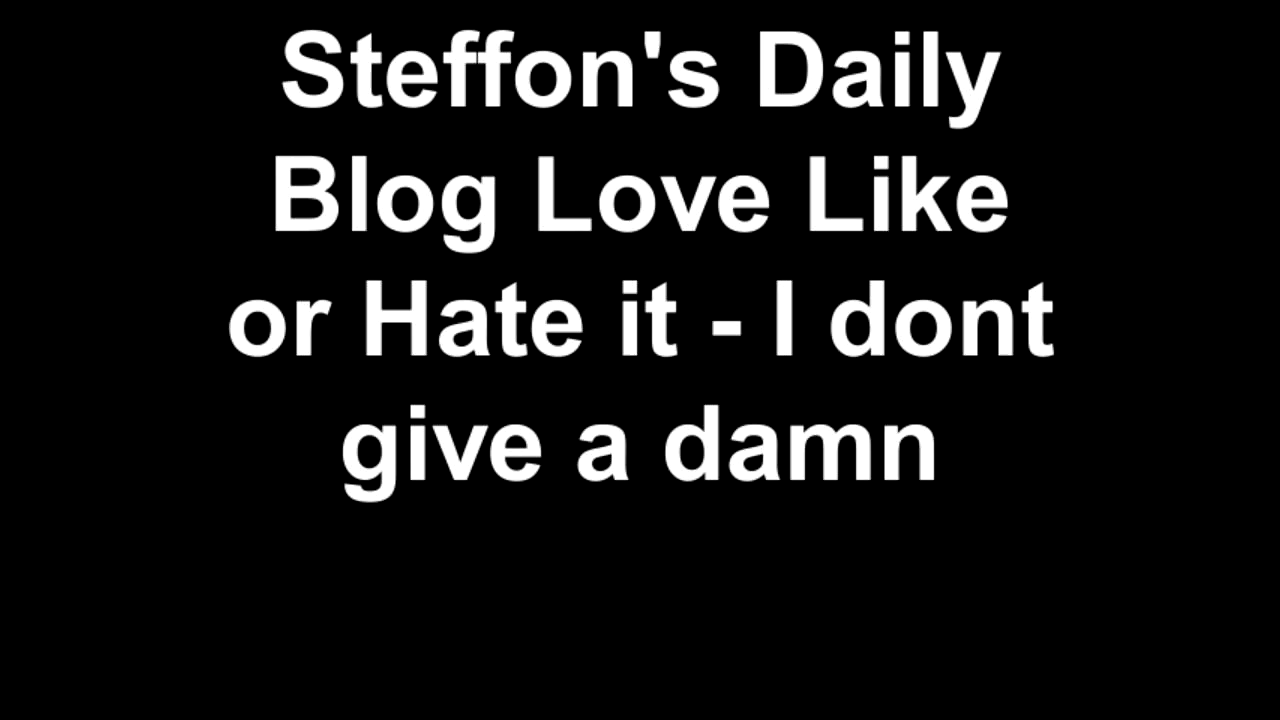 Steffon's Daily
Blog Love Like
or Hate it - I dont
give a damn